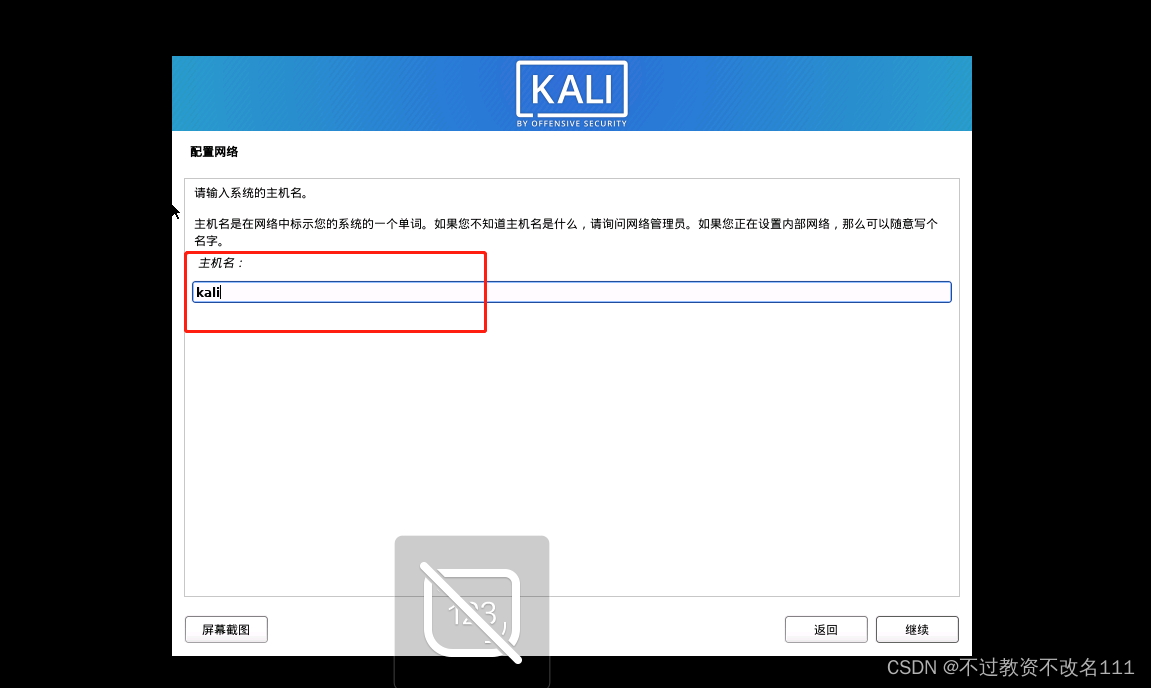 KALI
BY OFFENSIVE SECURITY
配置网络
请输入系统的主机名。
主机名是在网络中标示您的系统的一个单词。如果您不知道主机名是什么，请询问网络管理员。如果您正在设置内部网络，那么可以随意写个
名字。
主机名：
kali
123
屏幕截图
返回
继续
CSDN @不过教资不改名111